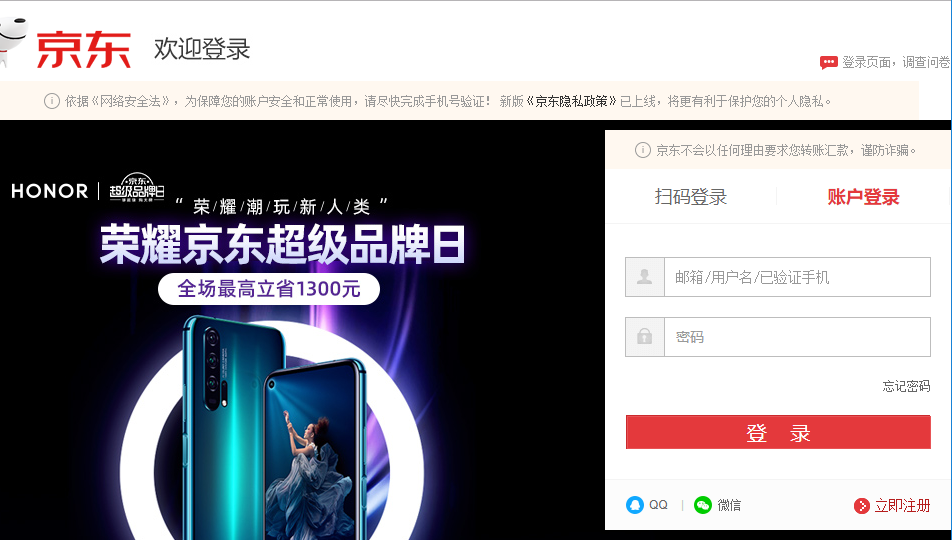 京东 欢迎登录
登录页面，调查问卷
依据《网络安全法》，为保障您的账户安全和正常使用，请尽快完成手机号验证！ 新版《京东隐私政策》已上线，将更有利于保护您的个人隐私。
京东不会以任何理由要求您转账汇款，谨防诈骗。
HONOR
京东
超级品牌日
“ 荣/耀/潮/玩/新/人/类 ”
荣耀京东超级品牌日
全场最高立省1300元
扫码登录
账户登录
邮箱/用户名/已验证手机
密码
忘记密码
登 录
QQ
微信
立即注册